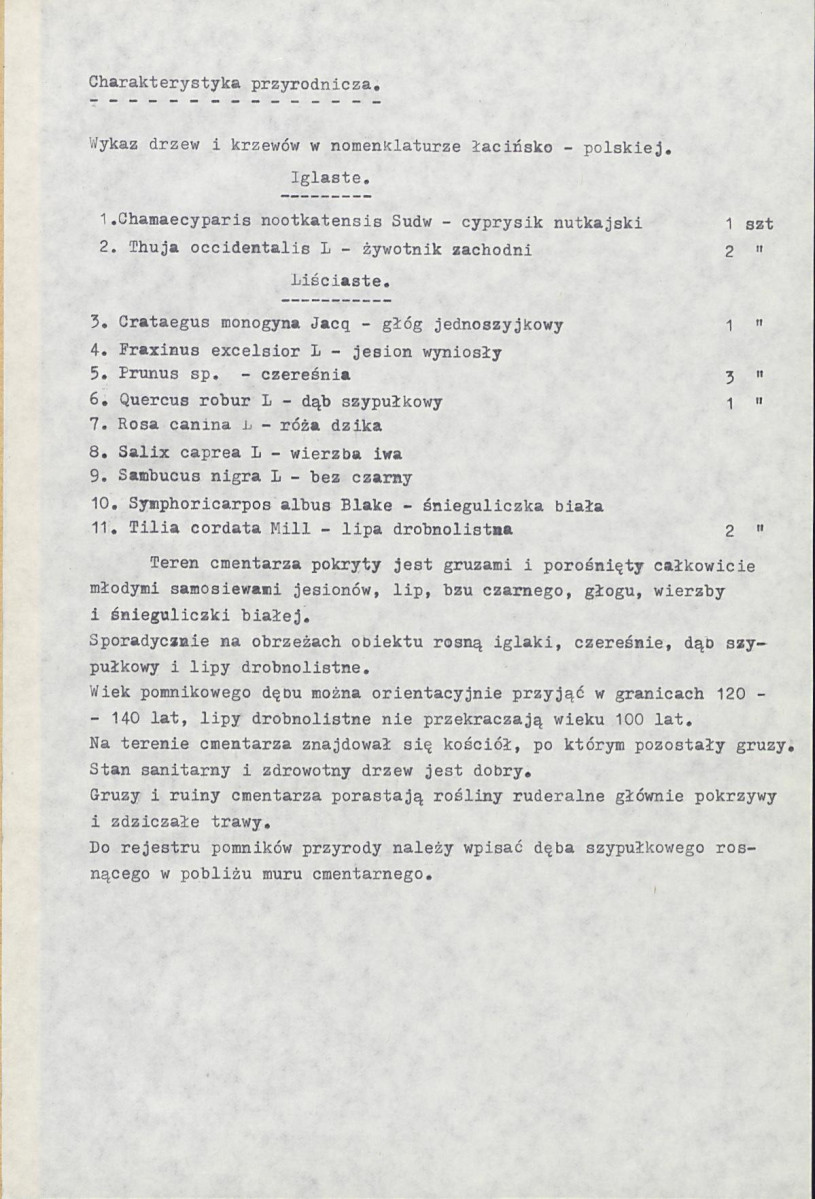 Charakterystyka przyrodnicza.
Wykaz drzew i krzewów w nomenklaturze łacińsko - polskiej.
Iglaste.
1.Chamaecyparis nootkatensis Sudw - cyprysik nutkajski 1 szt
2. Thuja occidentalis L - żywotnik zachodni 2 "
Liściaste.
3. Crataegus monogyna Jacq - głóg jednoszyjkowy 1 "
4. Fraxinus excelsior L - jesion wyniosły
5. Prunus sp. - czereśnia 3 "
6. Quercus robur L - dąb szypułkowy 1 "
7. Rosa canina L - róża dzika
8. Salix caprea L - wierzba iwa
9. Sambucus nigra L - bez czarny
10. Symphoricarpos albus Blake - śnieguliczka biała
11. Tilia cordata Mill - lipa drobnolistna 2 "
Teren cmentarza pokryty jest gruzami i porośnięty całkowicie
młodymi samosiewami jesionów, lip, bzu czarnego, głogu, wierzby
i śnieguliczki białej.
Sporadycznie na obrzeżach obiektu rosną iglaki, czereśnie, dąb szy-
pułkowy i lipy drobnolistne.
Wiek pomnikowego dębu można orientacyjnie przyjąć w granicach 120 -
- 140 lat, lipy drobnolistne nie przekraczają wieku 100 lat.
Na terenie cmentarza znajdował się kościół, po którym pozostały gruzy.
Stan sanitarny i zdrowotny drzew jest dobry.
Gruzy i ruiny cmentarza porastają rośliny ruderalne głównie pokrzywy
i zdziczałe trawy.
Do rejestru pomników przyrody należy wpisać dęba szypułkowego ros-
nącego w pobliżu muru cmentarnego.